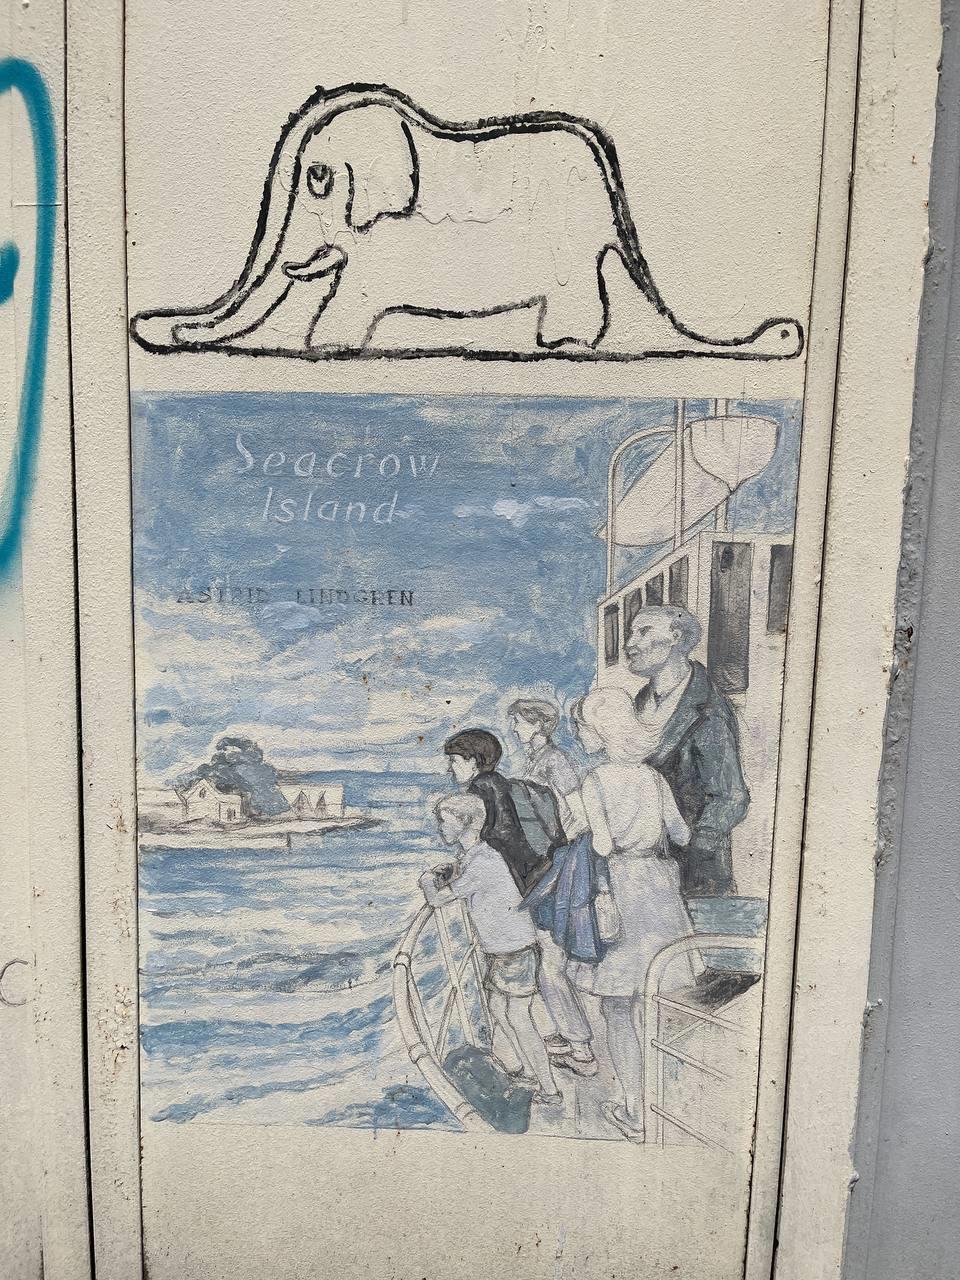 Seacrow
Island
ASTRID LINDGREN